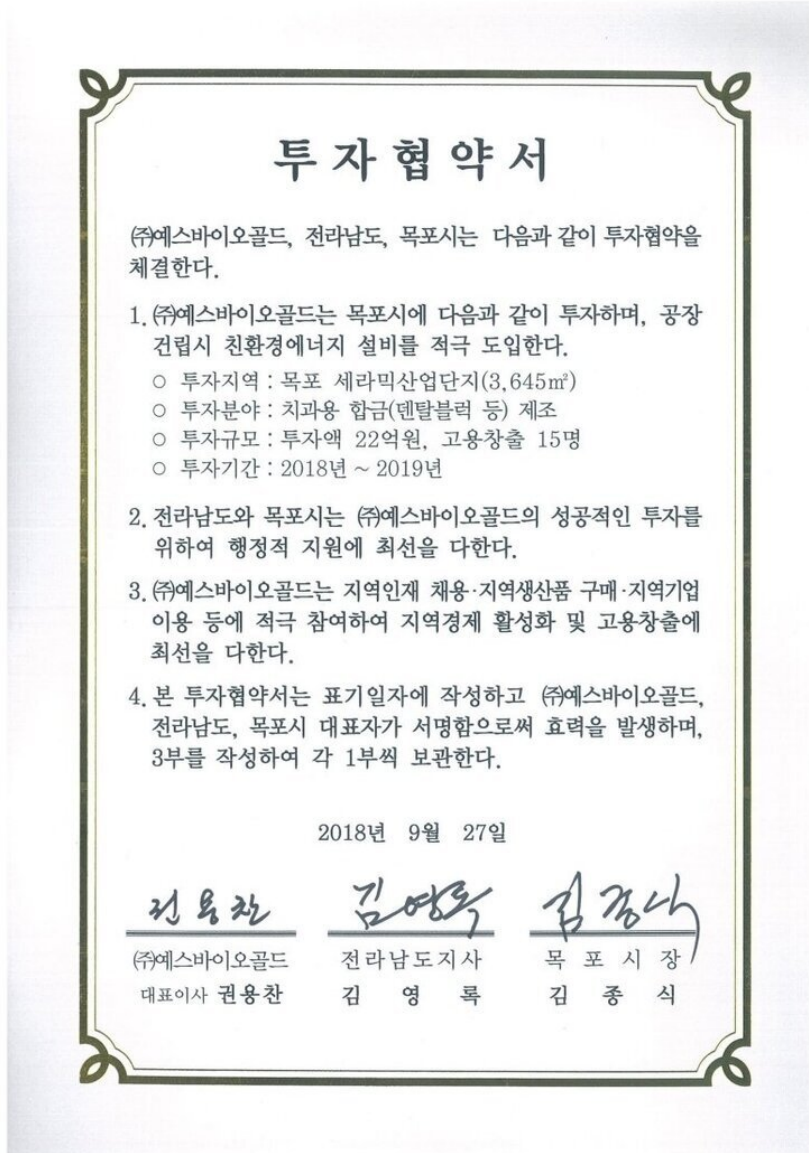 투자협약서
㈜예스바이오골드, 전라남도, 목포시는 다음과 같이 투자협약을
체결한다.
1. ㈜예스바이오골드는 목포시에 다음과 같이 투자하며, 공장
건립시 친환경에너지 설비를 적극 도입한다.
○ 투자지역 : 목포 세라믹산업단지(3,645㎡)
○ 투자분야 : 치과용 합금(덴탈블럭 등) 제조
○ 투자규모 : 투자액 22억원, 고용창출 15명
○ 투자기간 : 2018년 ~ 2019년
2. 전라남도와 목포시는 ㈜예스바이오골드의 성공적인 투자를
위하여 행정적 지원에 최선을 다한다.
3. ㈜예스바이오골드는 지역인재 채용·지역생산품 구매·지역기업
이용 등에 적극 참여하여 지역경제 활성화 및 고용창출에
최선을 다한다.
4. 본 투자협약서는 표기일자에 작성하고 ㈜예스바이오골드,
전라남도, 목포시 대표자가 서명함으로써 효력을 발생하며,
3부를 작성하여 각 1부씩 보관한다.
2018년 9월 27일
김영록
㈜예스바이오골드 전라남도지사 목포시장
대표이사 권용찬 김영록 김종식